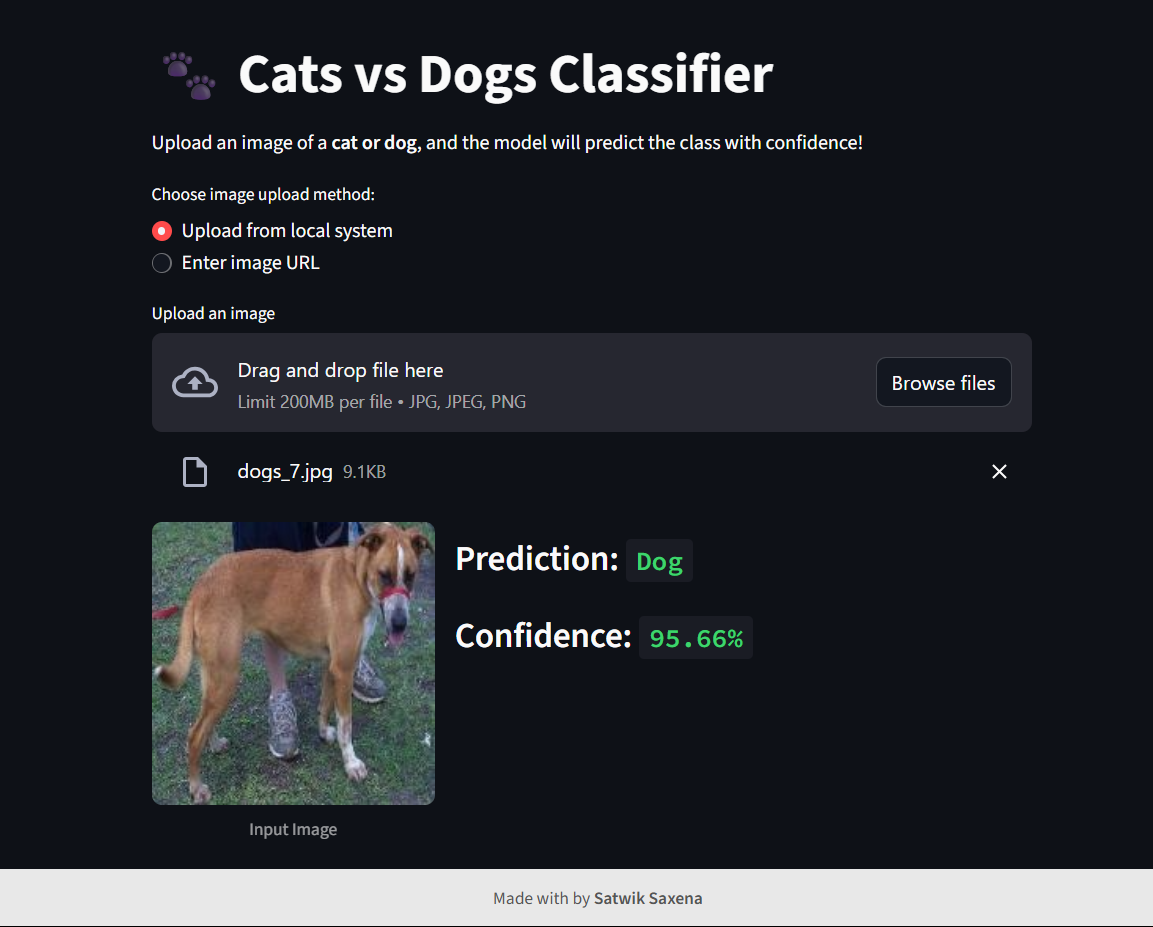 Cats vs Dogs Classifier
Upload an image of a cat or dog, and the model will predict the class with confidence!
Choose image upload method:
Upload from local system
Enter image URL
Upload an image
Drag and drop file here
Limit 200MB per file • JPG, JPEG, PNG
Browse files
dogs_7.jpg 9.1KB
Prediction: Dog
Confidence: 95.66%
Input Image
Made with by Satwik Saxena